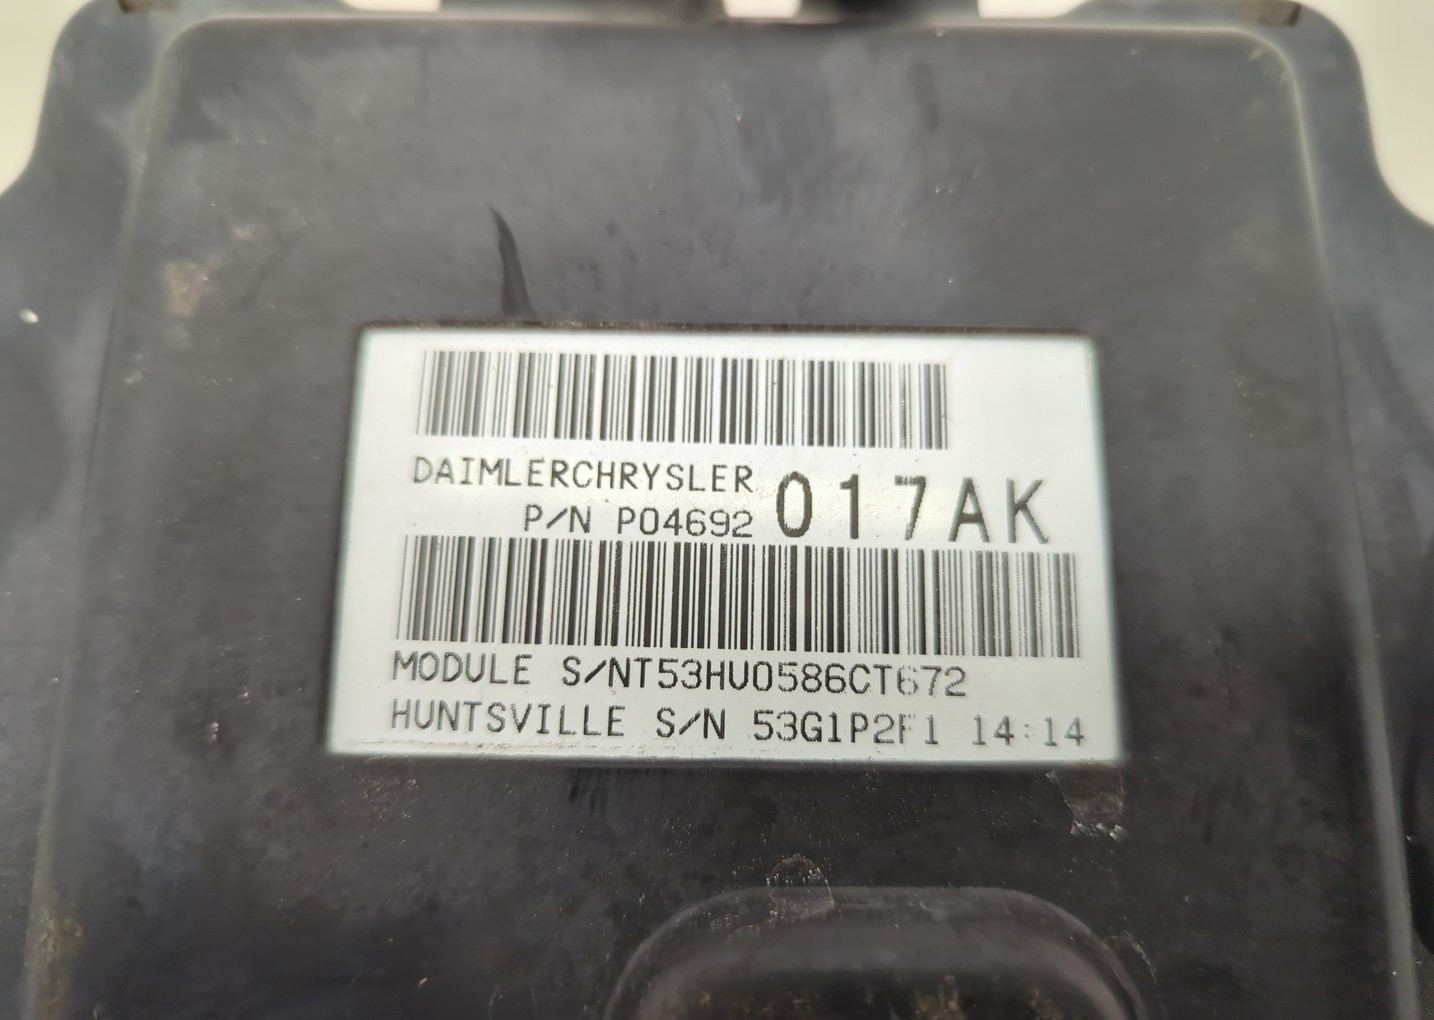 DAIMLERCHRYSLER 017AK
P/N P04692
MODULE S/NT53HU0586CT672
HUNTSVILLE S/N 53G1P2F1 14:14